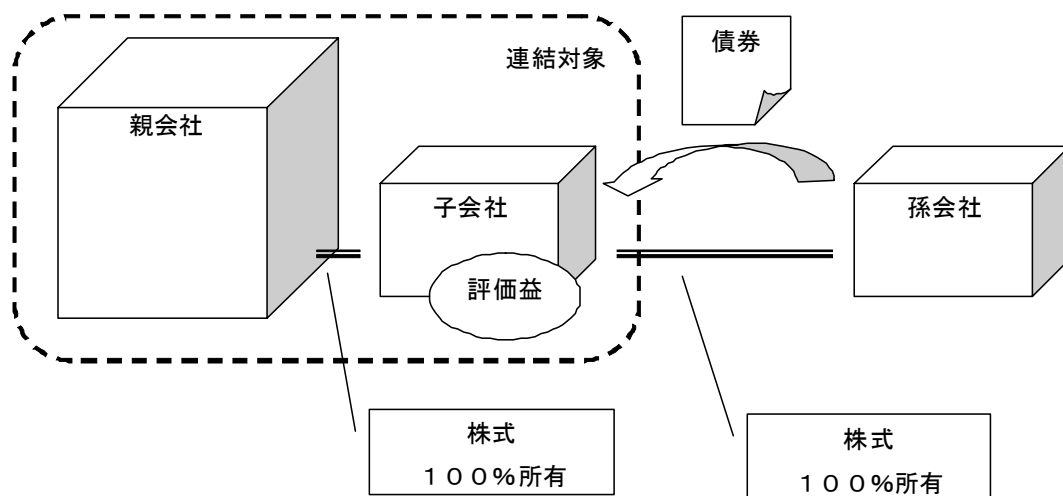 連結対象
債券
親会社
子会社
孫会社
評価益
株式
１００％所有
株式
１００％所有